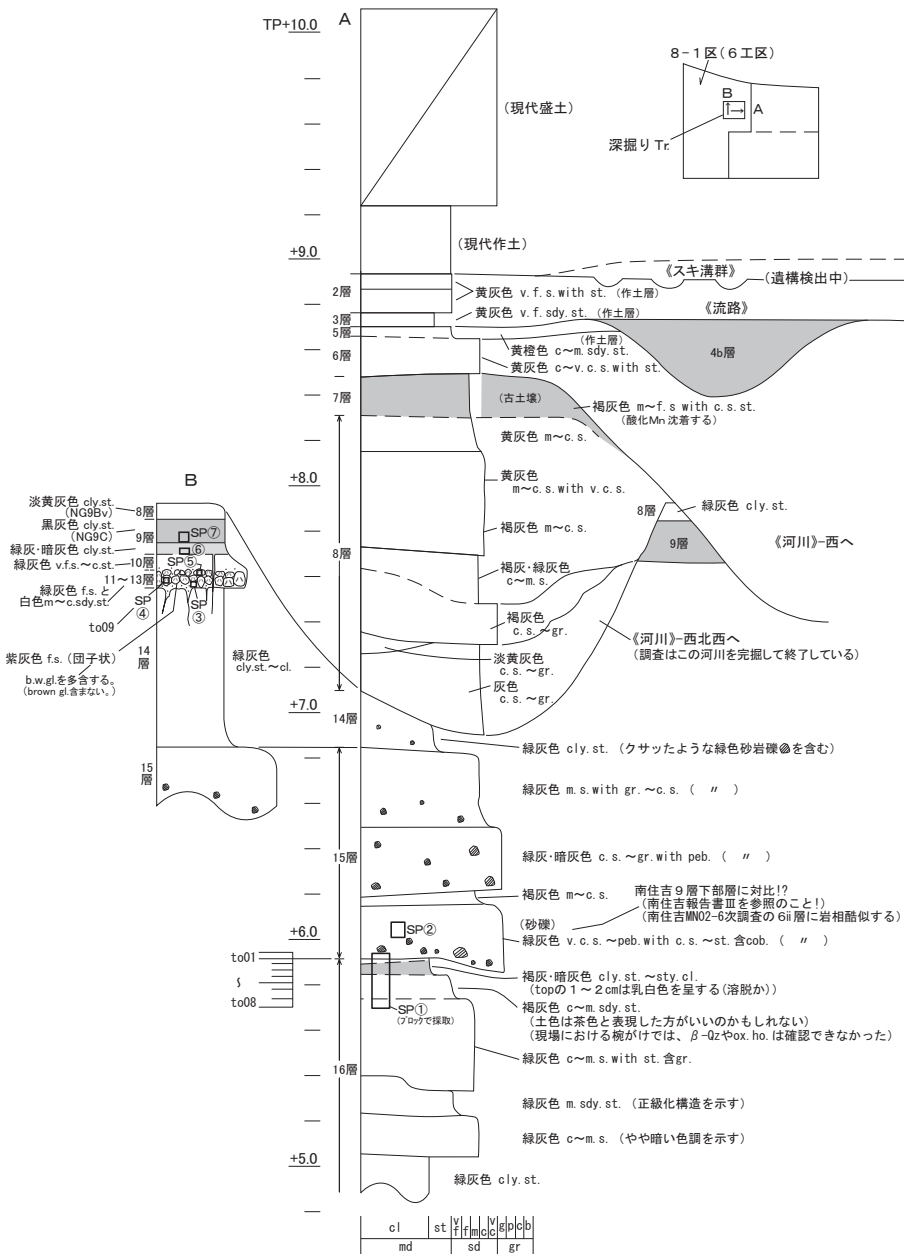 TP+10.0
A
(現代盛土)
8-1区(6工区)
B
A
深掘りTr.
+9.0
(現代作土)
《スキ溝群》
(遺構検出中)
2層
黄灰色 v.f.s.with st.(作土層)
《流路》
3層
黄灰色 v.f.sdy.st.(作土層)
5層
(作土層)
黄橙色 c~m.sdy.st.
4b層
6層
黄灰色 c~v.c.s.with st.
7層
(古土壌)
褐灰色 m~f.s with c.s.st.
(酸化Mn沈着する)
黄灰色 m~c.s.
+8.0
黄灰色
m~c.s.with v.c.s.
8層
緑灰色 cly.st.
褐灰色 m~c.s.
9層
《河川》-西へ
8層
褐灰・緑灰色
c~m.s.
褐灰色
c.s.~gr.
《河川》-西北西へ
(調査はこの河川を完掘して終了している)
淡黄灰色
c.s.~gr.
灰色
c.s.~gr.
B
淡黄灰色 cly.st.
(NG9Bv)
8層
黒灰色 cly.st.
(NG9C)
9層
SP⑦
緑灰・暗灰色 cly.st.
⑥
緑灰色 v.f.s.~c.st.
10層
SP⑤
11~13層
緑灰色 f.s.と
白色m~c.sdy.st.
SP
④
SP
③
to09
紫灰色 f.s.(団子状)
b.w.gl.を多含する。
(brown gl.含まない。)
14層
緑灰色
cly.st.~cl.
15層
+7.0
14層
緑灰色 cly.st.(クサッたような緑色砂岩礫を含む)
緑灰色 m.s.with gr.~c.s.( 〃 )
15層
緑灰・暗灰色 c.s.~gr.with peb.( 〃 )
褐灰色 m~c.s.
南住吉9層下部層に対比!?
(南住吉報告書Ⅲを参照のこと!)
(南住吉MN02-6次調査の6ⅱ層に岩相酷似する)
(砂礫)
SP②
+6.0
緑灰色 v.c.s.~peb.with c.s.~st.含cob.( 〃 )
to01
~
to08
褐灰・暗灰色 cly.st.~sty.cl.
(topの1~2cmは乳白色を呈する(溶脱か))
SP①
(ブロックで採取)
褐灰色 c~m.sdy.st.
(土色は茶色と表現した方がいいのかもしれない)
(現場における椀がけでは、β-Qzやox.ho.は確認できなかった)
緑灰色 c~m.s.with st.含gr.
16層
緑灰色 m.sdy.st.(正級化構造を示す)
緑灰色 c~m.s.(やや暗い色調を示す)
+5.0
緑灰色 cly.st.
cl st vf f m c vc g p c b
md sd gr